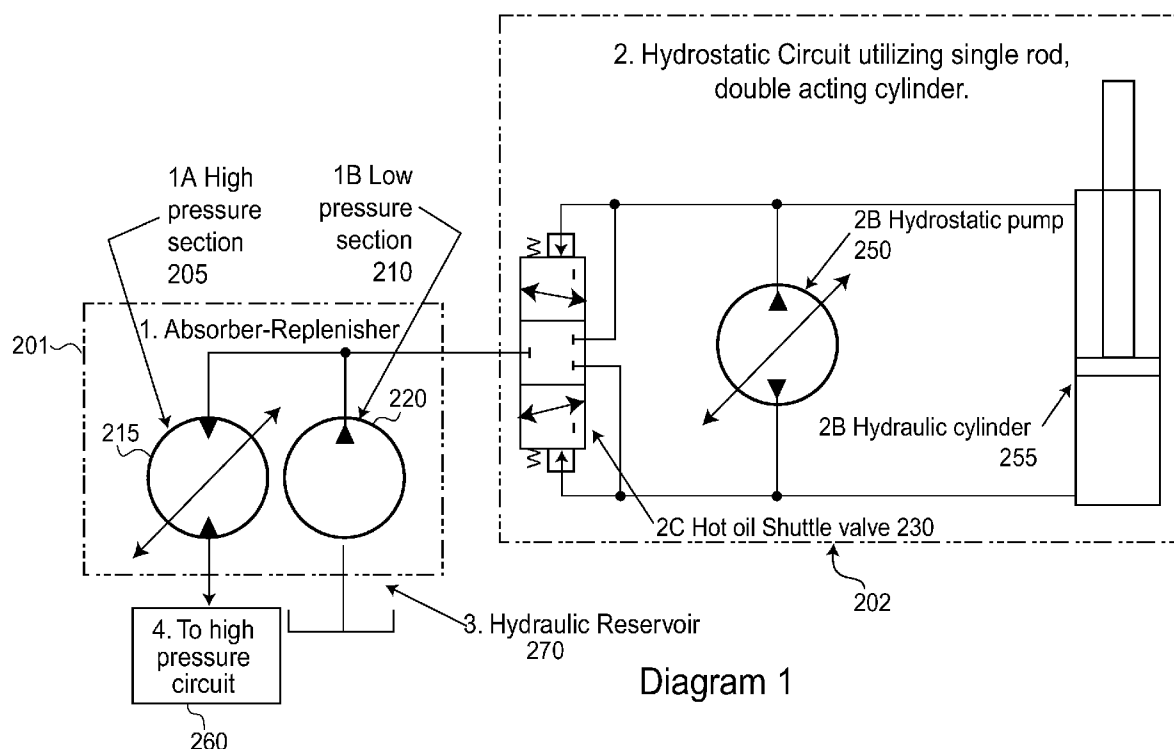 2. Hydrostatic Circuit utilizing single rod,
double acting cylinder.
1A High
pressure
section
205
1B Low
pressure
section
210
2B Hydrostatic pump
250
201
1. Absorber-Replenisher
215
220
2B Hydraulic cylinder
255
2C Hot oil Shuttle valve 230
202
4. To high
pressure
circuit
260
3. Hydraulic Reservoir
270
Diagram 1